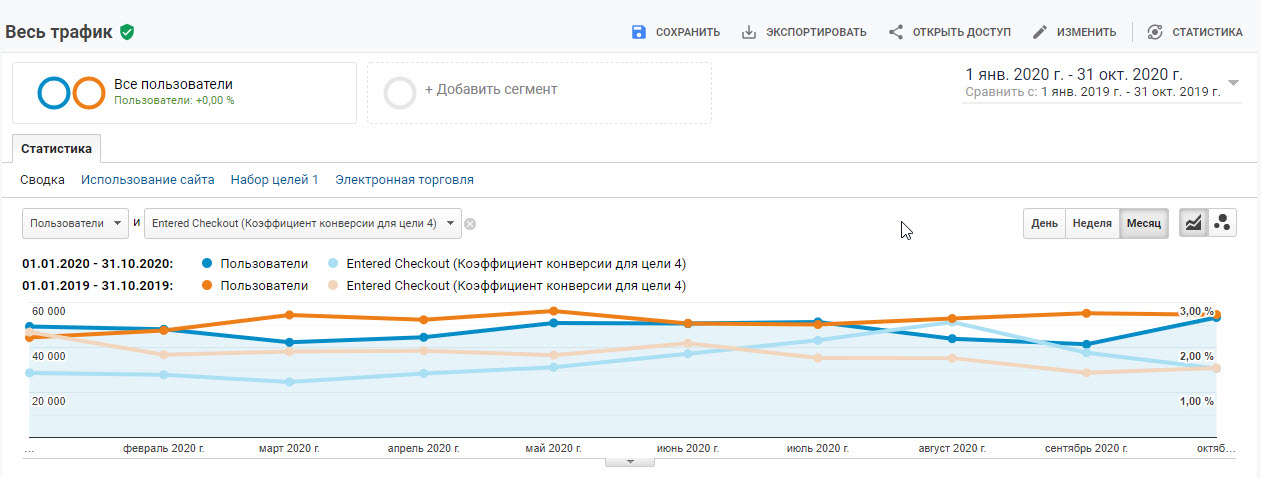 Весь трафик
СОХРАНИТЬ ЭКСПОРТИРОВАТЬ ОТКРЫТЬ ДОСТУП ИЗМЕНИТЬ СТАТИСТИКА
Все пользователи
Пользователи: +0,00 %
+ Добавить сегмент
1 янв. 2020 г. - 31 окт. 2020 г.
Сравнить с: 1 янв. 2019 г. - 31 окт. 2019 г.
Статистика
Сводка Использование сайта Набор целей 1 Электронная торговля
Пользователи и Entered Checkout (Коэффициент конверсии для цели 4)
День Неделя Месяц
01.01.2020 - 31.10.2020: Пользователи Entered Checkout (Коэффициент конверсии для цели 4)
01.01.2019 - 31.10.2019: Пользователи Entered Checkout (Коэффициент конверсии для цели 4)
60 000 3,00 %
40 000 2,00 %
20 000 1,00 %
... февраль 2020 г. март 2020 г. апрель 2020 г. май 2020 г. июнь 2020 г. июль 2020 г. август 2020 г. сентябрь 2020 г. октяб...